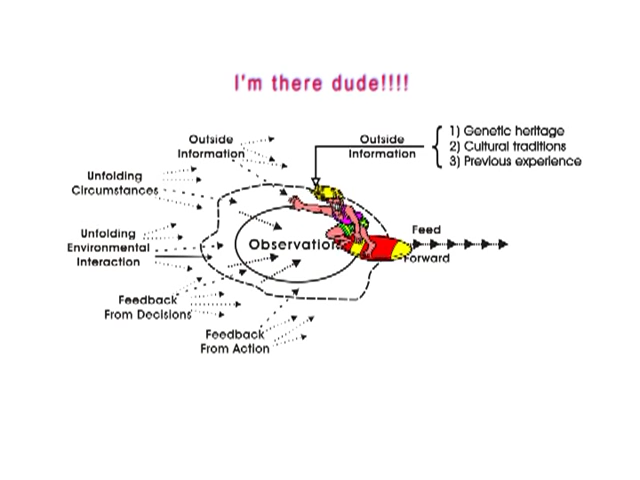 I'm there dude!!!!
Outside
Information
Outside
Information
1) Genetic heritage
2) Cultural traditions
3) Previous experience
Unfolding
Circumstances
Unfolding
Environmental
Interaction
Observation
Feed
Forward
Feedback
From Decisions
Feedback
From Action